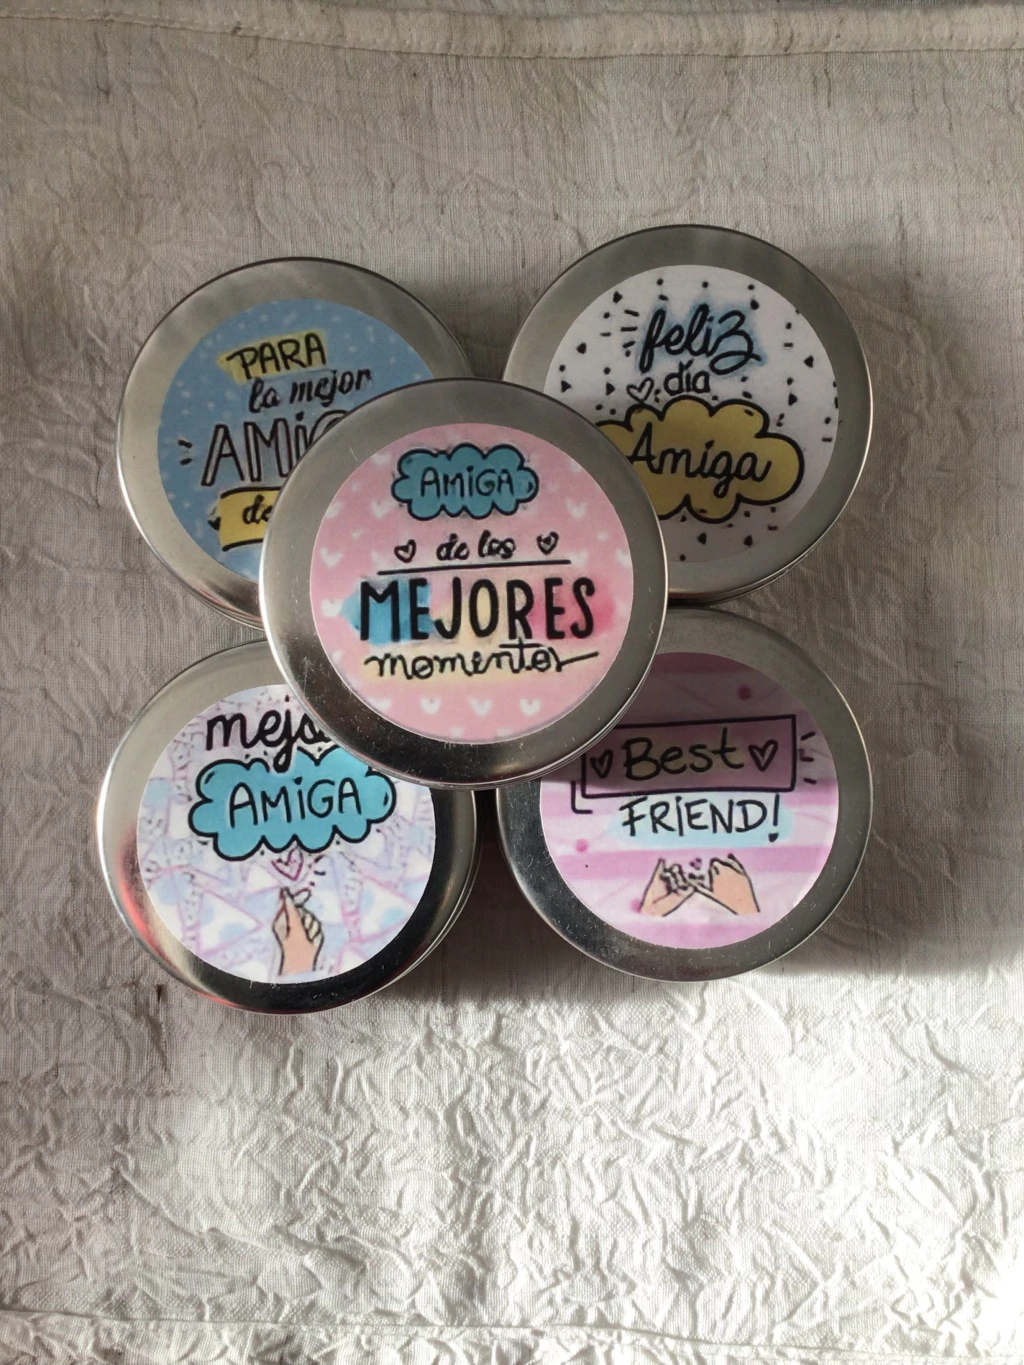 PARA
la mejor
feliz
día
Amiga
AMiGA
de los
MEJORES
momentos
AMiGA
Best
FRiEND!